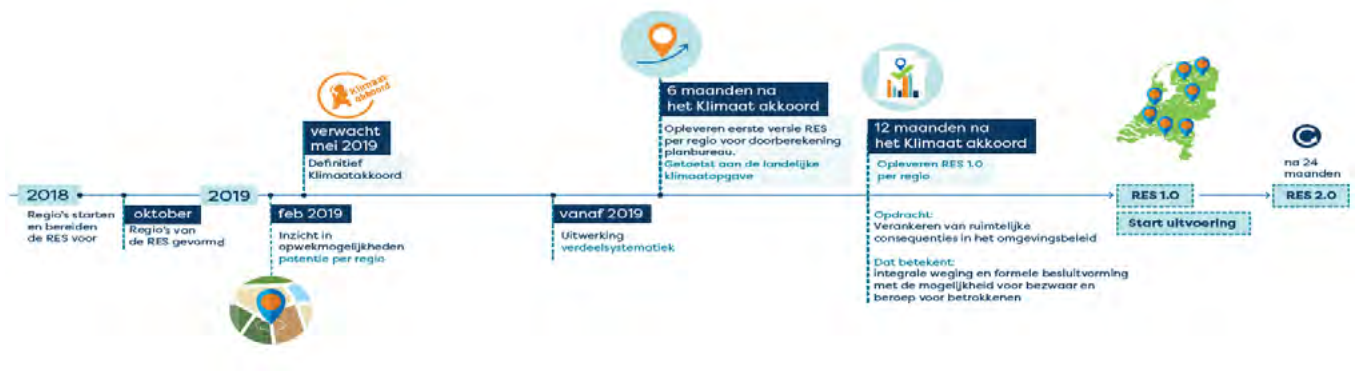 2018
Regio's starten
en bereiden
de RES voor
oktober
Regio's van
de RES gevormd
2019
Klimaat
akkoord
verwacht
mei 2019
Definitief
Klimaatakkoord
feb 2019
Inzicht in
opwekmogelijkheden
potentie per regio
vanaf 2019
Uitwerking
verdeelsystematiek
6 maanden na
het Klimaat akkoord
Opleveren eerste versie RES
per regio voor doorberekening
planbureau.
Getoetst aan de landelijke
klimaatopgave
12 maanden na
het Klimaat akkoord
Opleveren RES 1.0
per regio
Opdracht:
Verankeren van ruimtelijke
consequenties in het omgevingsbeleid
Dat betekent:
integrale weging en formele besluitvorming
met de mogelijkheid voor bezwaar en
beroep voor betrokkenen
RES 1.0
Start uitvoering
na 24
maanden
RES 2.0